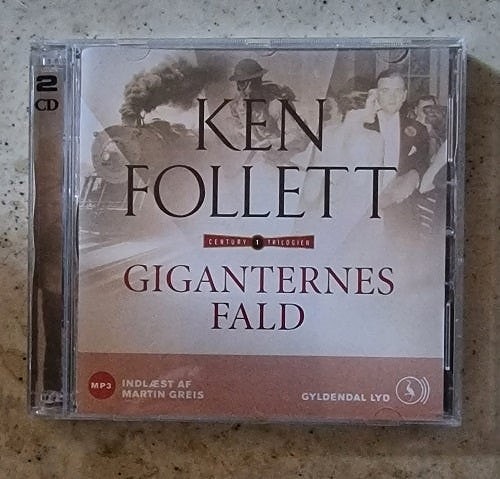 2
CD
KEN
FOLLETT
CENTURY 1 TRILOGIEN
GIGANTERNES
FALD
MP3
INDLÆST AF
MARTIN GREIS
GYLDENDAL LYD